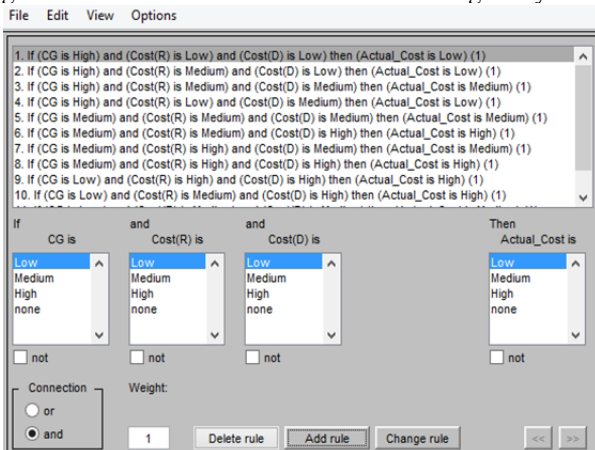 File Edit View Options
1. If (CG is High) and (Cost(R) is Low) and (Cost(D) is Low) then (Actual_Cost is Low) (1)
2. If (CG is High) and (Cost(R) is Medium) and (Cost(D) is Low) then (Actual_Cost is Low) (1)
3. If (CG is High) and (Cost(R) is Medium) and (Cost(D) is Medium) then (Actual_Cost is Medium) (1)
4. If (CG is High) and (Cost(R) is Low) and (Cost(D) is Medium) then (Actual_Cost is Low) (1)
5. If (CG is Medium) and (Cost(R) is Medium) and (Cost(D) is Medium) then (Actual_Cost is Medium) (1)
6. If (CG is Medium) and (Cost(R) is Medium) and (Cost(D) is High) then (Actual_Cost is High) (1)
7. If (CG is Medium) and (Cost(R) is High) and (Cost(D) is Medium) then (Actual_Cost is Medium) (1)
8. If (CG is Medium) and (Cost(R) is High) and (Cost(D) is High) then (Actual_Cost is High) (1)
9. If (CG is Low) and (Cost(R) is High) and (Cost(D) is High) then (Actual_Cost is High) (1)
10. If (CG is Low) and (Cost(R) is Medium) and (Cost(D) is High) then (Actual_Cost is High) (1)
If and and Then
CG is Cost(R) is Cost(D) is Actual_Cost is
Low Low Low Low
Medium Medium Medium Medium
High High High High
none none none none
not not not not
Connection Weight:
or
and 1 Delete rule Add rule Change rule << >>